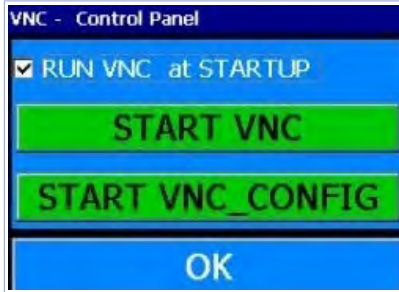 VNC - Control Panel
RUN VNC at STARTUP
START VNC
START VNC_CONFIG
OK